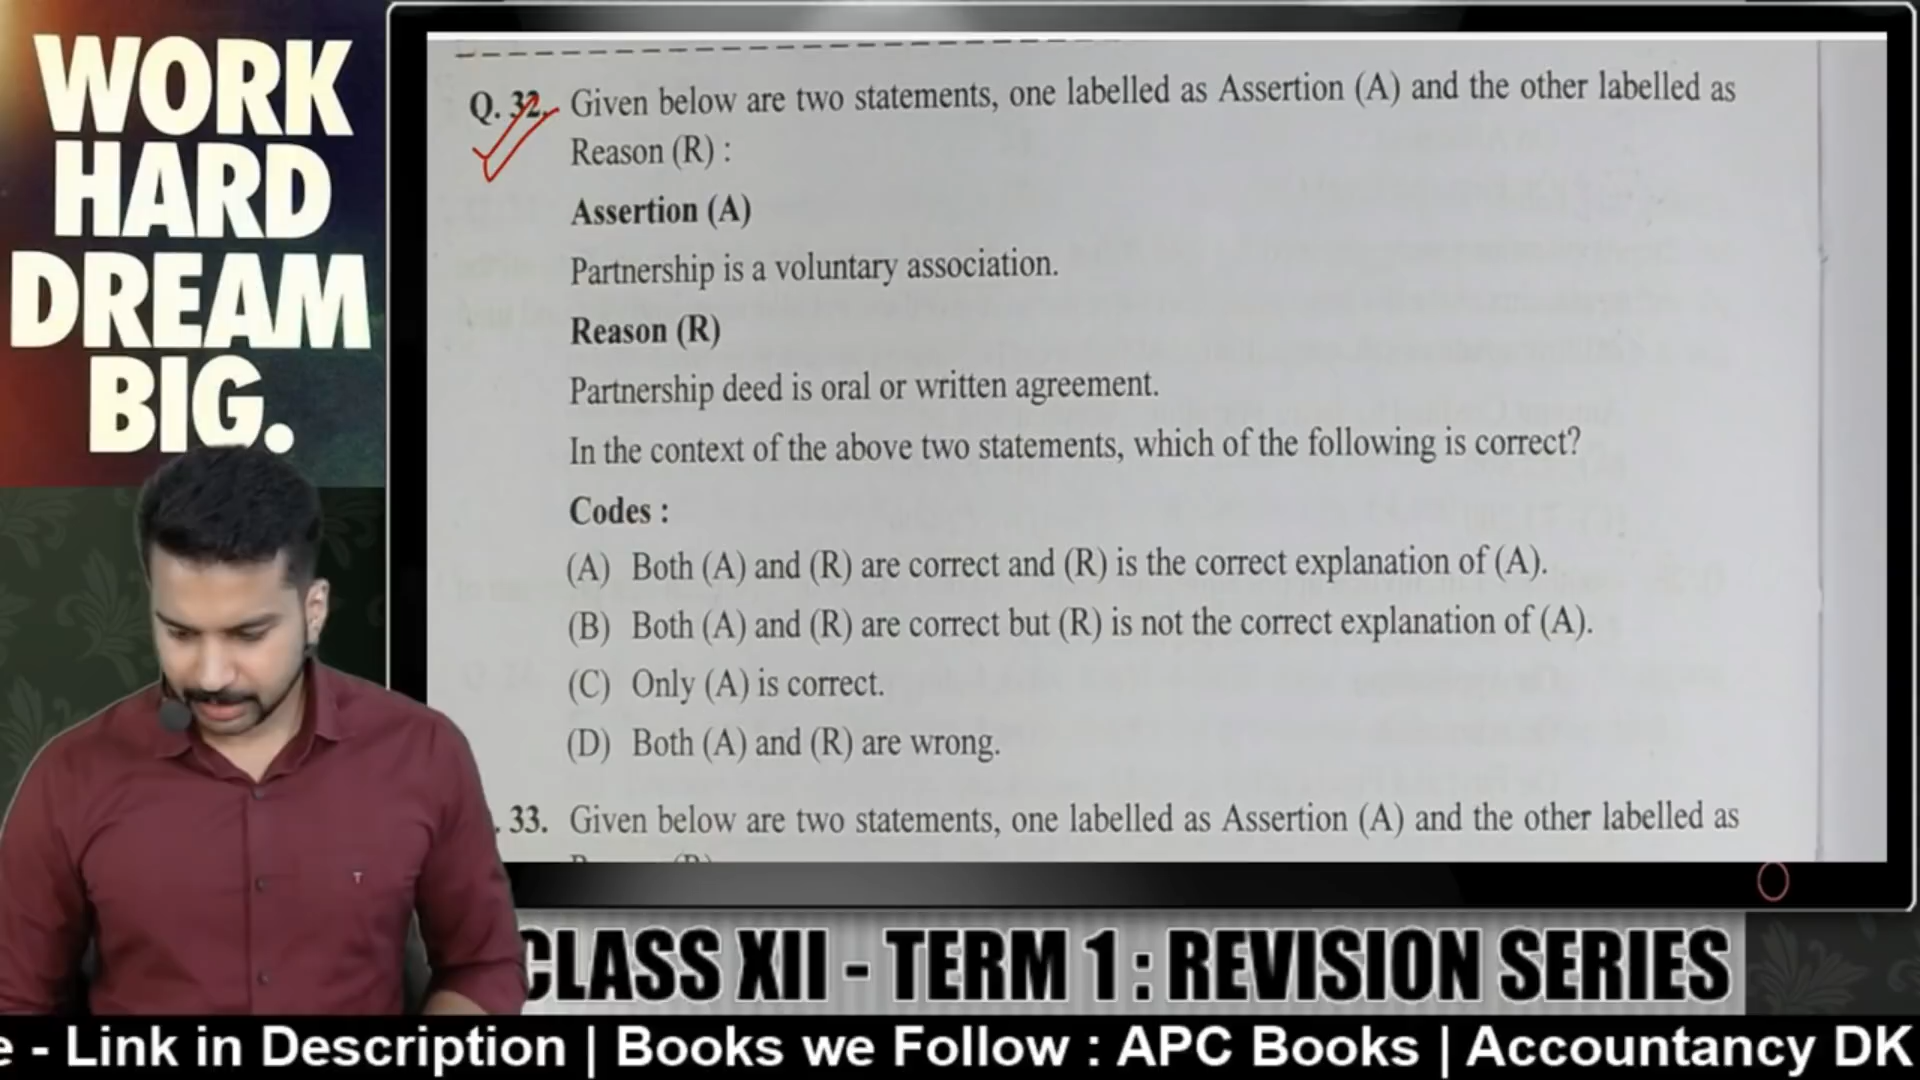 WORK
HARD
DREAM
BIG.
Q. 32. Given below are two statements, one labelled as Assertion (A) and the other labelled as
Reason (R) :
Assertion (A)
Partnership is a voluntary association.
Reason (R)
Partnership deed is oral or written agreement.
In the context of the above two statements, which of the following is correct?
Codes :
(A) Both (A) and (R) are correct and (R) is the correct explanation of (A).
(B) Both (A) and (R) are correct but (R) is not the correct explanation of (A).
(C) Only (A) is correct.
(D) Both (A) and (R) are wrong.
. 33. Given below are two statements, one labelled as Assertion (A) and the other labelled as
T
CLASS XII - TERM 1 : REVISION SERIES
e - Link in Description | Books we Follow : APC Books | Accountancy DK